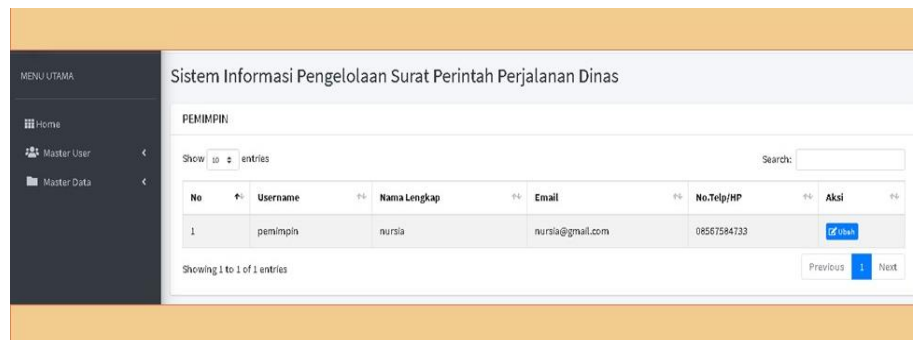 MENU UTAMA
Home
Master User
Master Data
Sistem Informasi Pengelolaan Surat Perintah Perjalanan Dinas
PEMIMPIN
Show 10 entries
Search:
No Username Nama Lengkap Email No.Telp/HP Aksi
1 pemimpin nursia nursia@gmail.com 08567584733 Ubah
Showing 1 to 1 of 1 entries
Previous 1 Next